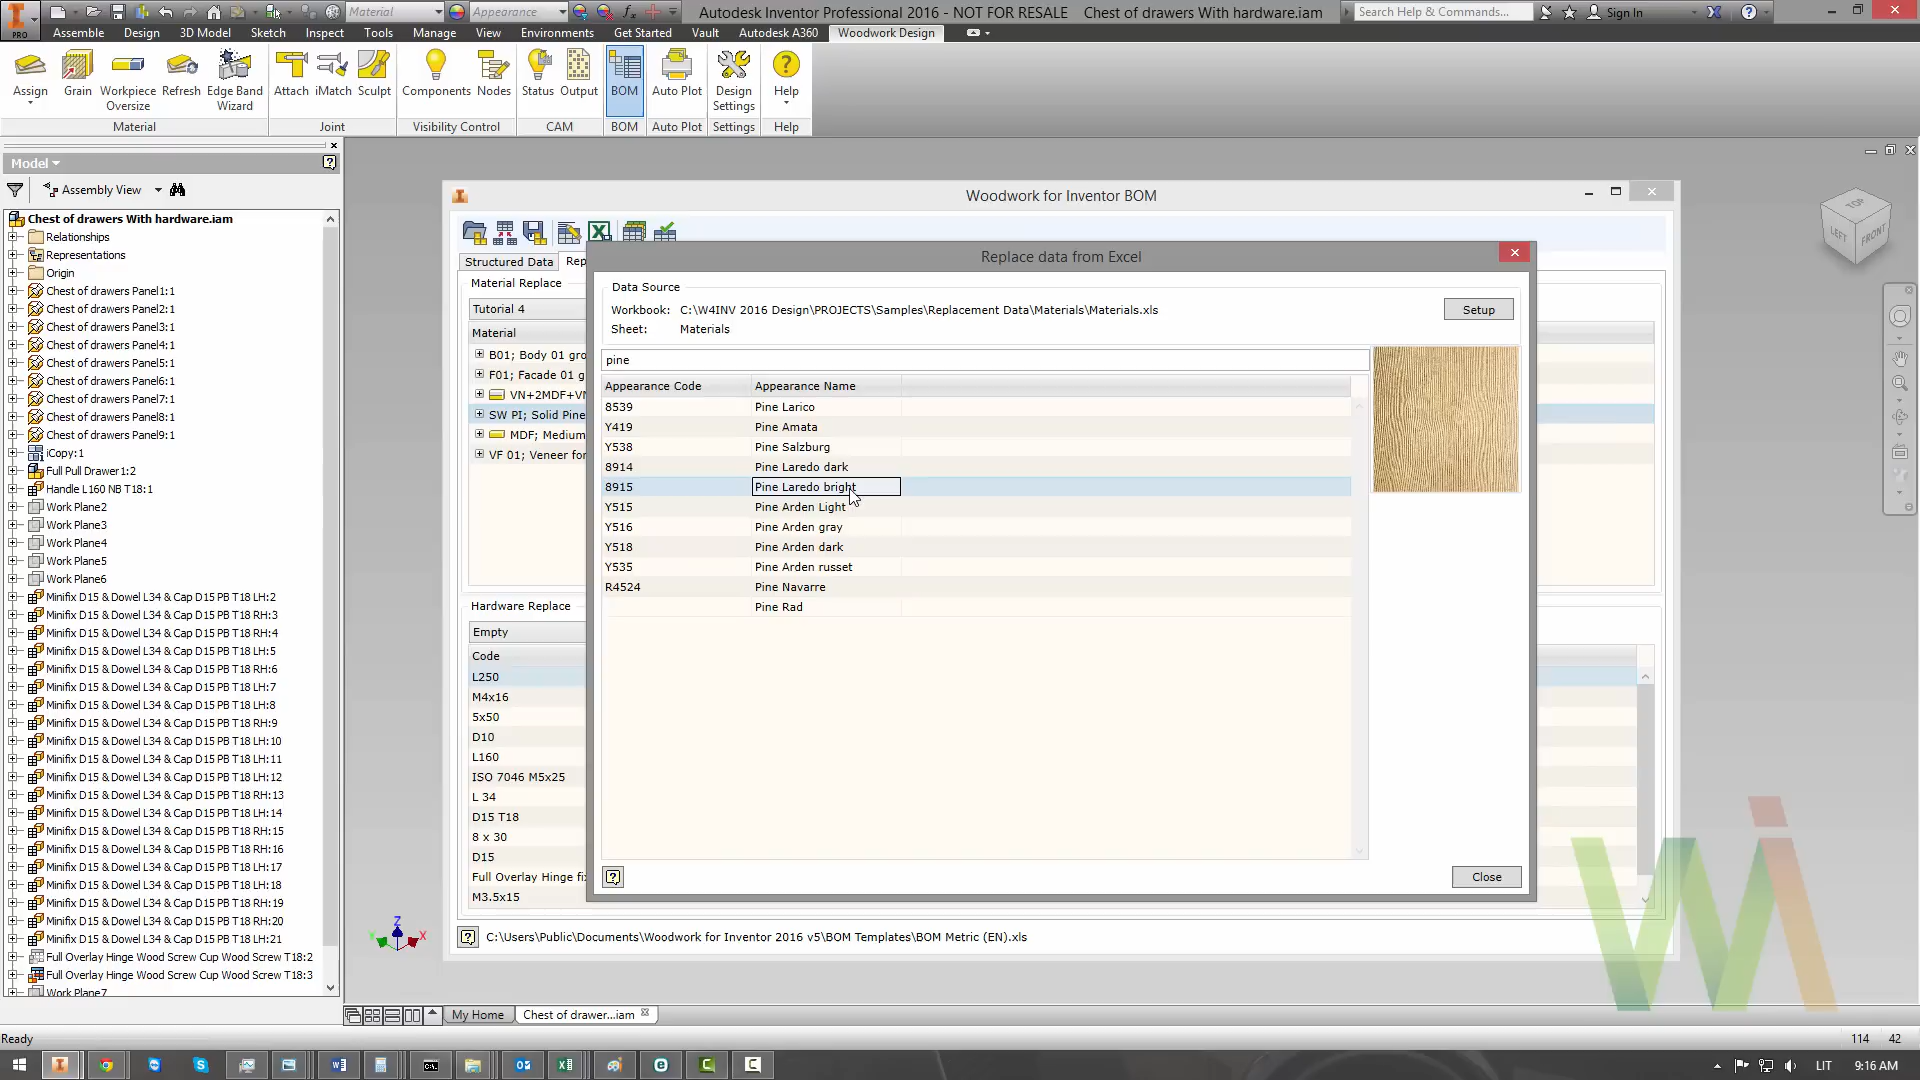 Material
Appearance
Autodesk Inventor Professional 2016 - NOT FOR RESALE Chest of drawers With hardware.iam
Search Help & Commands...
Sign In
PRO
Assemble Design 3D Model Sketch Inspect Tools Manage View Environments Get Started Vault Autodesk A360 Woodwork Design
Assign Grain Workpiece Oversize Refresh Edge Band Wizard Attach iMatch Sculpt Components Nodes Status Output BOM Auto Plot Design Settings Help
Material Joint Visibility Control CAM BOM Auto Plot Settings Help
Model
Assembly View
Chest of drawers With hardware.iam
Relationships
Representations
Origin
Chest of drawers Panel1:1
Chest of drawers Panel2:1
Chest of drawers Panel3:1
Chest of drawers Panel4:1
Chest of drawers Panel5:1
Chest of drawers Panel6:1
Chest of drawers Panel7:1
Chest of drawers Panel8:1
Chest of drawers Panel9:1
iCopy:1
Full Pull Drawer1:2
Handle L160 NB T18:1
Work Plane2
Work Plane3
Work Plane4
Work Plane5
Work Plane6
Minifix D15 & Dowel L34 & Cap D15 PB T18 LH:2
Minifix D15 & Dowel L34 & Cap D15 PB T18 RH:3
Minifix D15 & Dowel L34 & Cap D15 PB T18 RH:4
Minifix D15 & Dowel L34 & Cap D15 PB T18 LH:5
Minifix D15 & Dowel L34 & Cap D15 PB T18 RH:6
Minifix D15 & Dowel L34 & Cap D15 PB T18 LH:7
Minifix D15 & Dowel L34 & Cap D15 PB T18 LH:8
Minifix D15 & Dowel L34 & Cap D15 PB T18 RH:9
Minifix D15 & Dowel L34 & Cap D15 PB T18 LH:10
Minifix D15 & Dowel L34 & Cap D15 PB T18 LH:11
Minifix D15 & Dowel L34 & Cap D15 PB T18 LH:12
Minifix D15 & Dowel L34 & Cap D15 PB T18 RH:13
Minifix D15 & Dowel L34 & Cap D15 PB T18 LH:14
Minifix D15 & Dowel L34 & Cap D15 PB T18 RH:15
Minifix D15 & Dowel L34 & Cap D15 PB T18 RH:16
Minifix D15 & Dowel L34 & Cap D15 PB T18 LH:17
Minifix D15 & Dowel L34 & Cap D15 PB T18 LH:18
Minifix D15 & Dowel L34 & Cap D15 PB T18 RH:19
Minifix D15 & Dowel L34 & Cap D15 PB T18 RH:20
Minifix D15 & Dowel L34 & Cap D15 PB T18 LH:21
Full Overlay Hinge Wood Screw Cup Wood Screw T18:2
Full Overlay Hinge Wood Screw Cup Wood Screw T18:3
Work Plane7
Woodwork for Inventor BOM
Structured Data Rep
Material Replace
Tutorial 4
Material
B01; Body 01 gro
F01; Facade 01 g
VN+2MDF+VN
SW PI; Solid Pine
MDF; Medium
VF 01; Veneer for
Hardware Replace
Empty
Code
L250
M4x16
5x50
D10
L160
ISO 7046 M5x25
L 34
D15 T18
8 x 30
D15
Full Overlay Hinge fi
M3.5x15
C:\Users\Public\Documents\Woodwork for Inventor 2016 v5\BOM Templates\BOM Metric (EN).xls
Replace data from Excel
Data Source
Workbook: C:\W4INV 2016 Design\PROJECTS\Samples\Replacement Data\Materials\Materials.xls
Setup
Sheet: Materials
pine
Appearance Code Appearance Name
8539 Pine Larico
Y419 Pine Amata
Y538 Pine Salzburg
8914 Pine Laredo dark
8915 Pine Laredo bright
Y515 Pine Arden Light
Y516 Pine Arden gray
Y518 Pine Arden dark
Y535 Pine Arden russet
R4524 Pine Navarre
Pine Rad
Close
TOP
LEFT FRONT
Z
X
My Home Chest of drawer...iam
Ready
114 42
LIT 9:16 AM